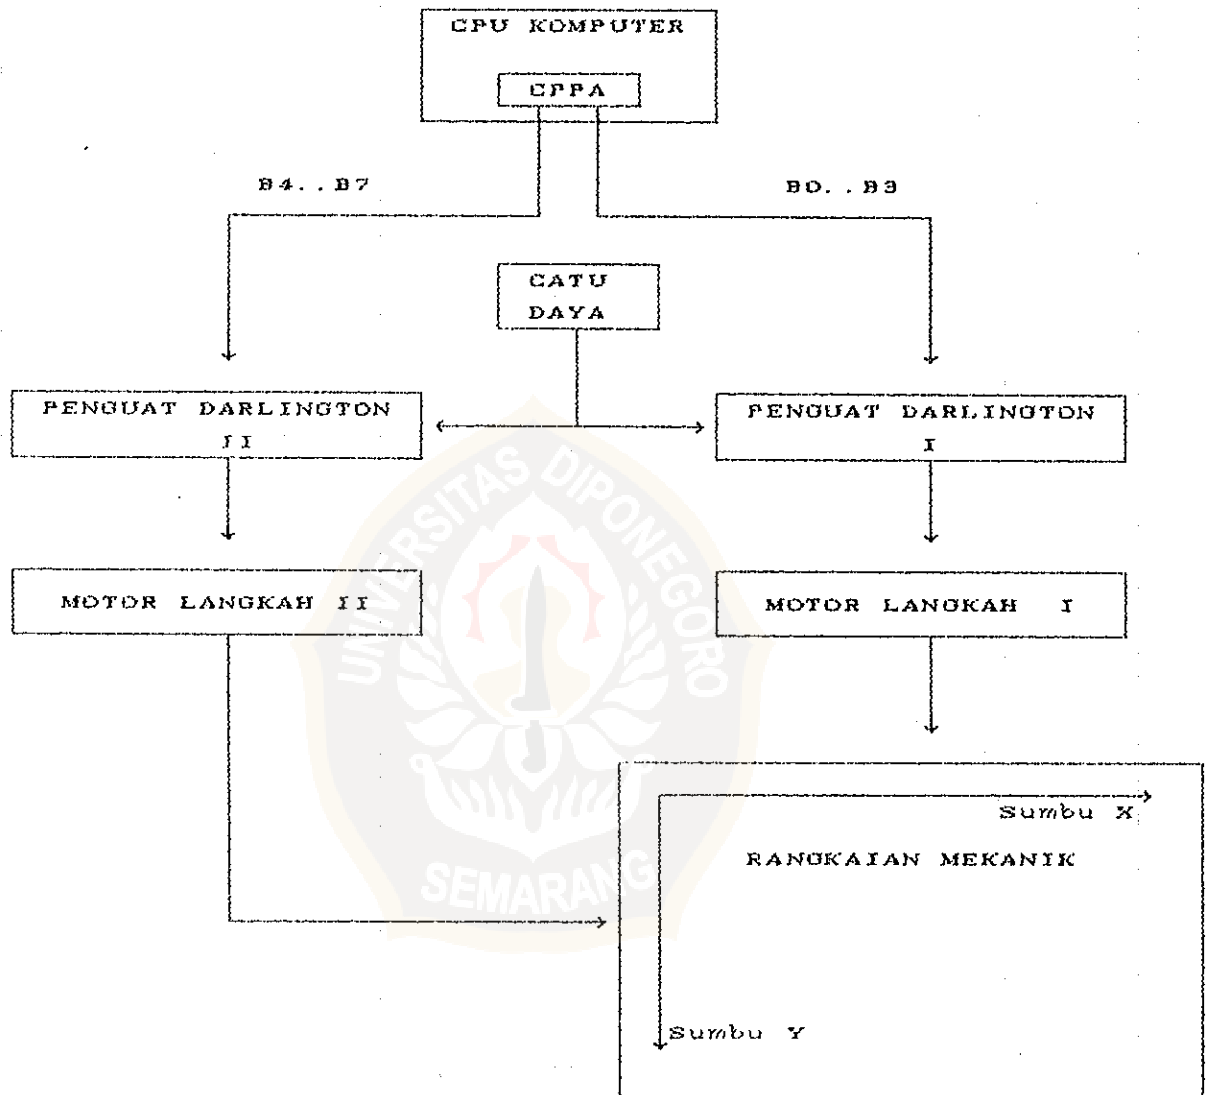 CPU KOMPUTER
CPPA
B4..B7
B0..B3
CATU
DAYA
PENGUAT DARLINGTON
II
PENGUAT DARLINGTON
I
MOTOR LANGKAH II
MOTOR LANGKAH I
Sumbu X
RANGKAIAN MEKANIK
Sumbu Y
UNIVERSITAS DIPONEGORO
SEMARANG